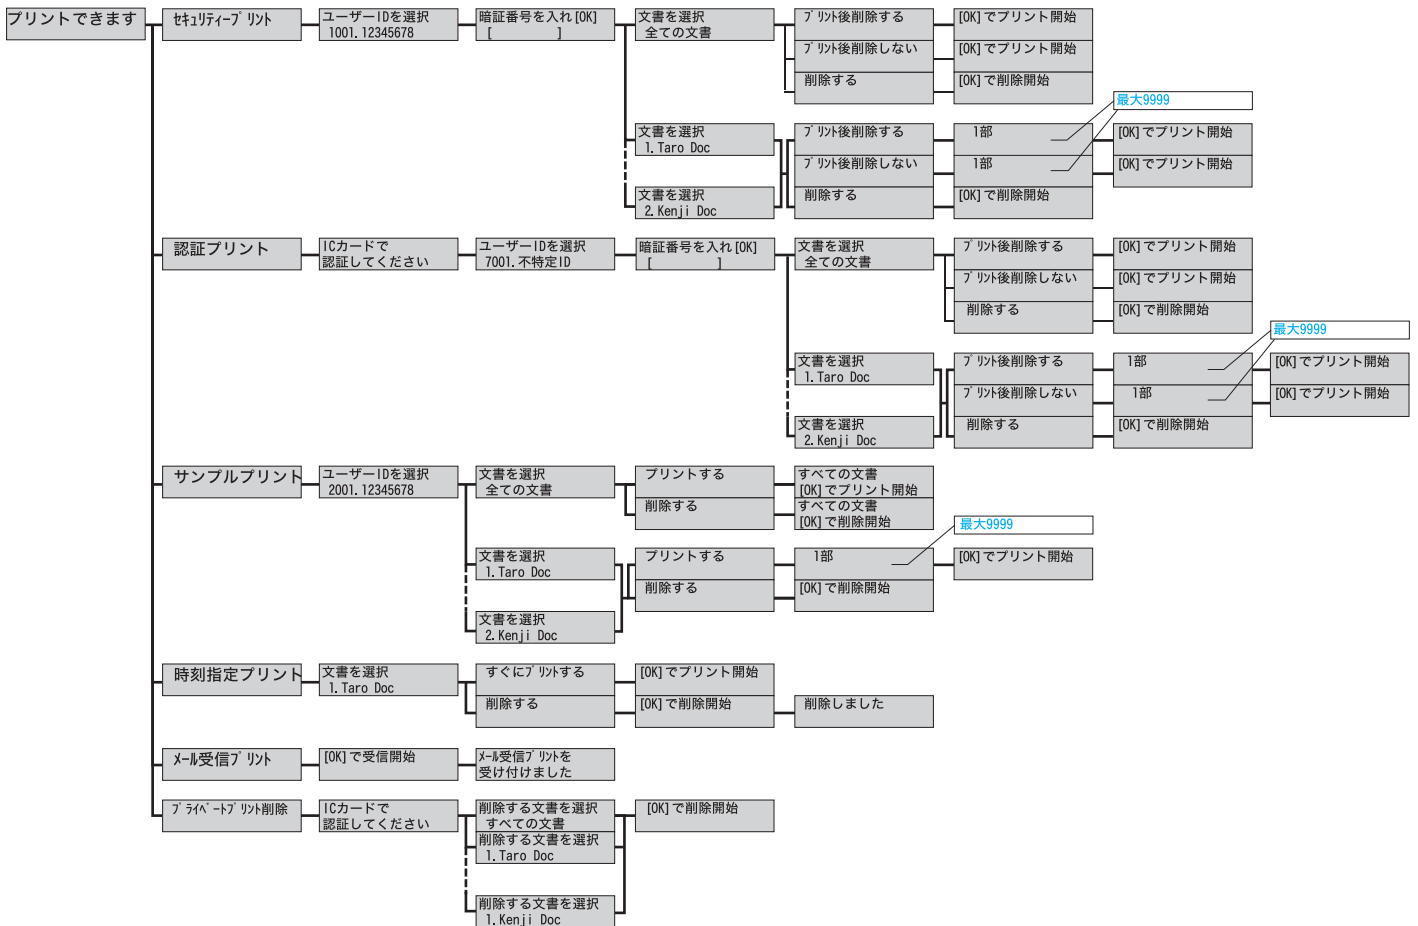 プリントできます
セキュリティープリント
ユーザーIDを選択
1001. 12345678
暗証番号を入れ [OK]
[ ]
文書を選択
全ての文書
プリント後削除する
[OK] でプリント開始
プリント後削除しない
[OK] でプリント開始
削除する
[OK] で削除開始
最大9999
文書を選択
1. Taro Doc
プリント後削除する
1部
[OK] でプリント開始
プリント後削除しない
1部
[OK] でプリント開始
文書を選択
2. Kenji Doc
削除する
[OK] で削除開始
認証プリント
ICカードで
認証してください
ユーザーIDを選択
7001. 不特定ID
暗証番号を入れ [OK]
[ ]
文書を選択
全ての文書
プリント後削除する
[OK] でプリント開始
プリント後削除しない
[OK] でプリント開始
削除する
[OK] で削除開始
最大9999
文書を選択
1. Taro Doc
プリント後削除する
1部
[OK] でプリント開始
プリント後削除しない
1部
[OK] でプリント開始
文書を選択
2. Kenji Doc
削除する
[OK] で削除開始
サンプルプリント
ユーザーIDを選択
2001. 12345678
文書を選択
全ての文書
プリントする
すべての文書
[OK] でプリント開始
削除する
すべての文書
[OK] で削除開始
最大9999
文書を選択
1. Taro Doc
プリントする
1部
[OK] でプリント開始
削除する
[OK] で削除開始
文書を選択
2. Kenji Doc
時刻指定プリント
文書を選択
1. Taro Doc
すぐにプリントする
[OK] でプリント開始
削除する
[OK] で削除開始
削除しました
メール受信プリント
[OK] で受信開始
メール受信プリントを
受け付けました
プライベートプリント削除
ICカードで
認証してください
削除する文書を選択
すべての文書
[OK] で削除開始
削除する文書を選択
1. Taro Doc
削除する文書を選択
1. Kenji Doc